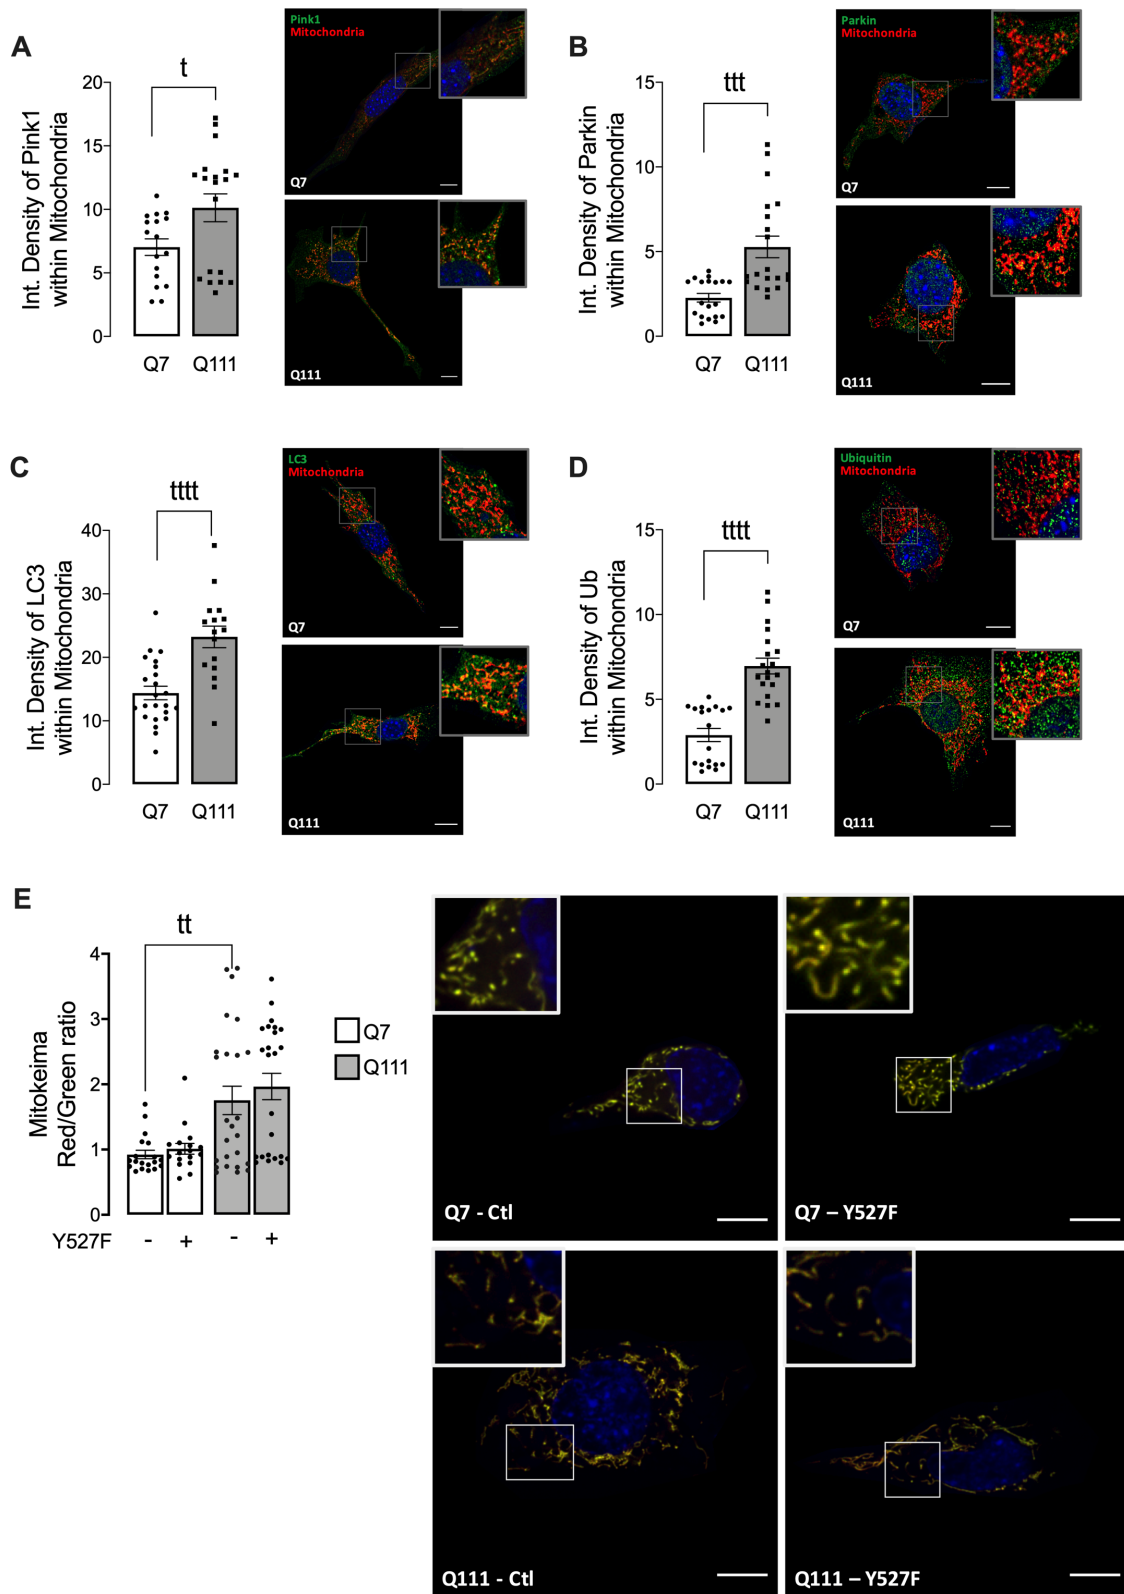 A
t
Int. Density of Pink1
within Mitochondria
20
15
10
5
0
Q7
Q111
Pink1
Mitochondria
Q7
Q111
B
ttt
Int. Density of Parkin
within Mitochondria
15
10
5
0
Q7
Q111
Parkin
Mitochondria
Q7
Q111
C
tttt
Int. Density of LC3
within Mitochondria
40
30
20
10
0
Q7
Q111
LC3
Mitochondria
Q7
Q111
D
tttt
Int. Density of Ub
within Mitochondria
15
10
5
0
Q7
Q111
Ubiquitin
Mitochondria
Q7
Q111
E
tt
Mitokeima
Red/Green ratio
4
3
2
1
0
Y527F - + - +
Q7
Q111
Q7 - Ctl
Q7 – Y527F
Q111 - Ctl
Q111 – Y527F